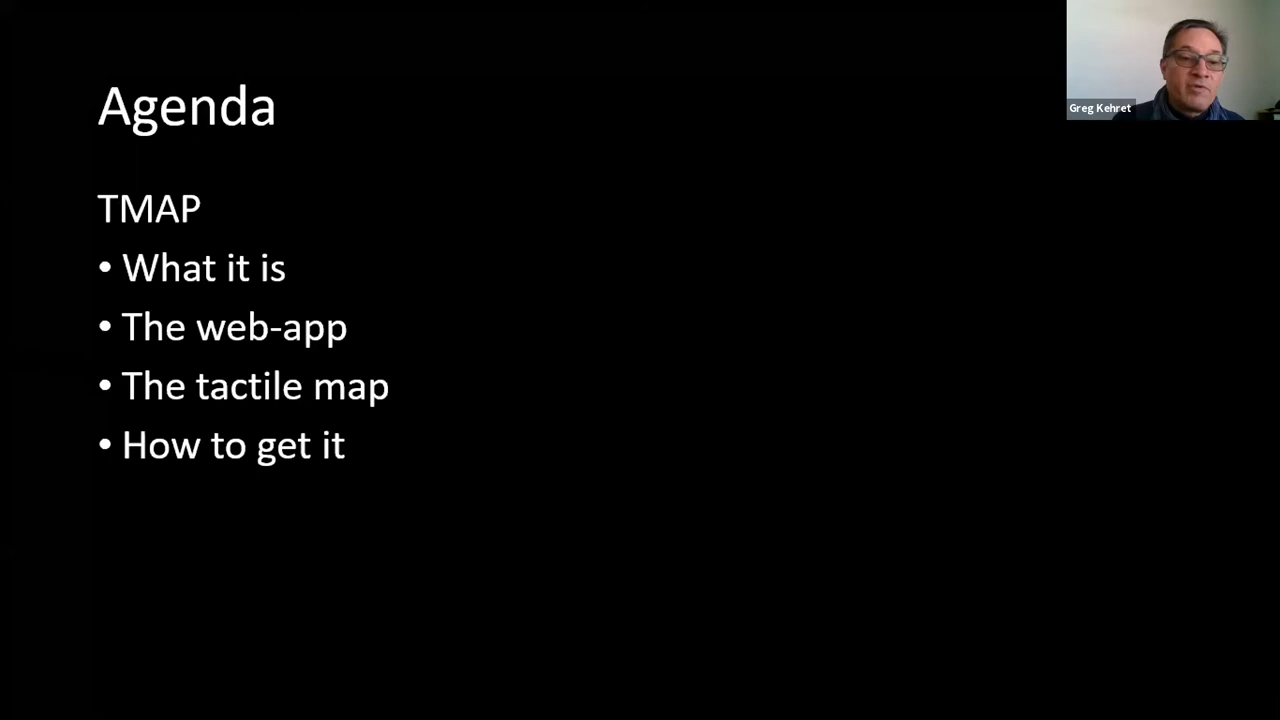 Agenda
TMAP
• What it is
• The web-app
• The tactile map
• How to get it
Greg Kehret